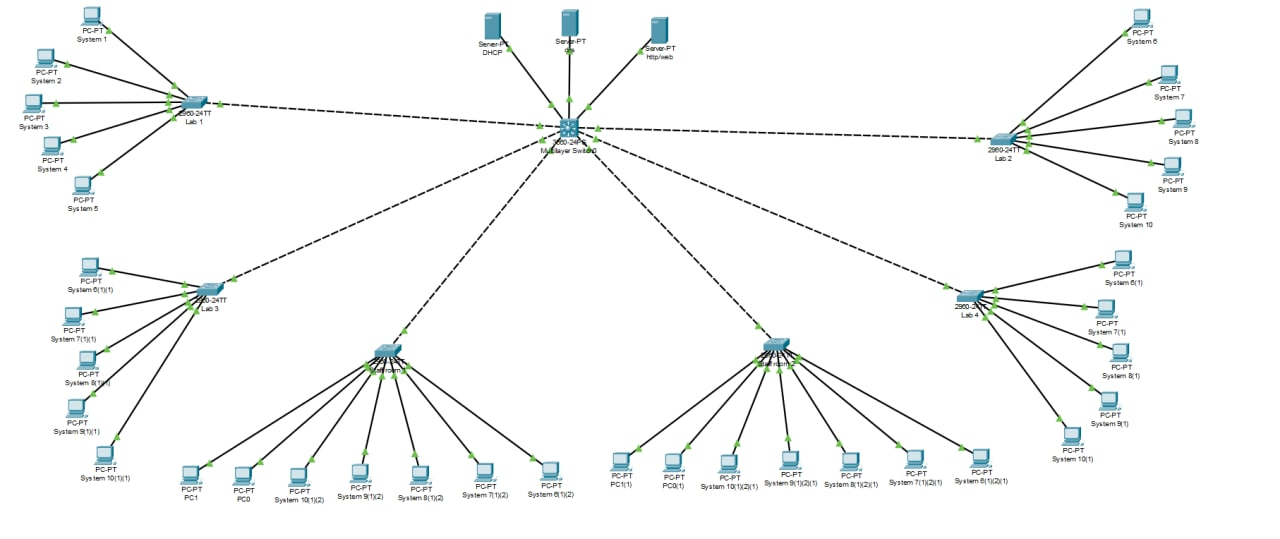 PC-PT
System 1
PC-PT
System 2
PC-PT
System 3
PC-PT
System 4
PC-PT
System 5
2960-24TT
Lab 1
Server-PT
DHCP
Server-PT
Server-PT
http/web
Multilayer Switch0
2960-24TT
Lab 2
PC-PT
System 6
PC-PT
System 7
PC-PT
System 8
PC-PT
System 9
PC-PT
System 10
PC-PT
System 6(1)(1)
PC-PT
System 7(1)(1)
PC-PT
System 8(1)(1)
PC-PT
System 9(1)(1)
PC-PT
System 10(1)(1)
2960-24TT
Lab 3
PC-PT
PC1
PC-PT
PC0
PC-PT
System 10(1)(2)
PC-PT
System 9(1)(2)
PC-PT
System 8(1)(2)
PC-PT
System 7(1)(2)
PC-PT
System 6(1)(2)
PC-PT
PC1(1)
PC-PT
PC0(1)
PC-PT
System 10(1)(2)(1)
PC-PT
System 9(1)(2)(1)
PC-PT
System 8(1)(2)(1)
PC-PT
System 7(1)(2)(1)
PC-PT
System 6(1)(2)(1)
2960-24TT
Lab 4
PC-PT
System 6(1)
PC-PT
System 7(1)
PC-PT
System 8(1)
PC-PT
System 9(1)
PC-PT
System 10(1)